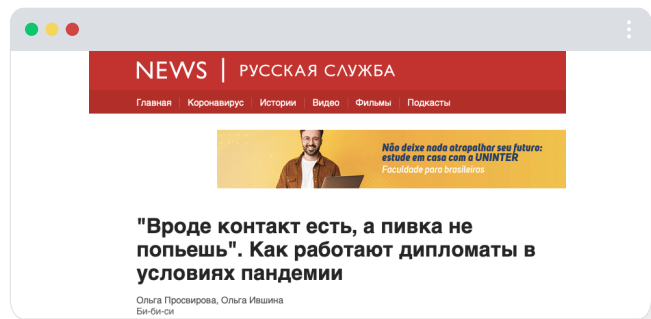 NEWS | РУССКАЯ СЛУЖБА
Главная | Коронавирус | Истории | Видео | Фильмы | Подкасты
Não deixe nada atrapalhar seu futuro:
estude em casa com a UNINTER
Faculdade para brasileiros
"Вроде контакт есть, а пивка не
попьешь". Как работают дипломаты в
условиях пандемии
Ольга Просвирова, Ольга Ившина
Би-би-си